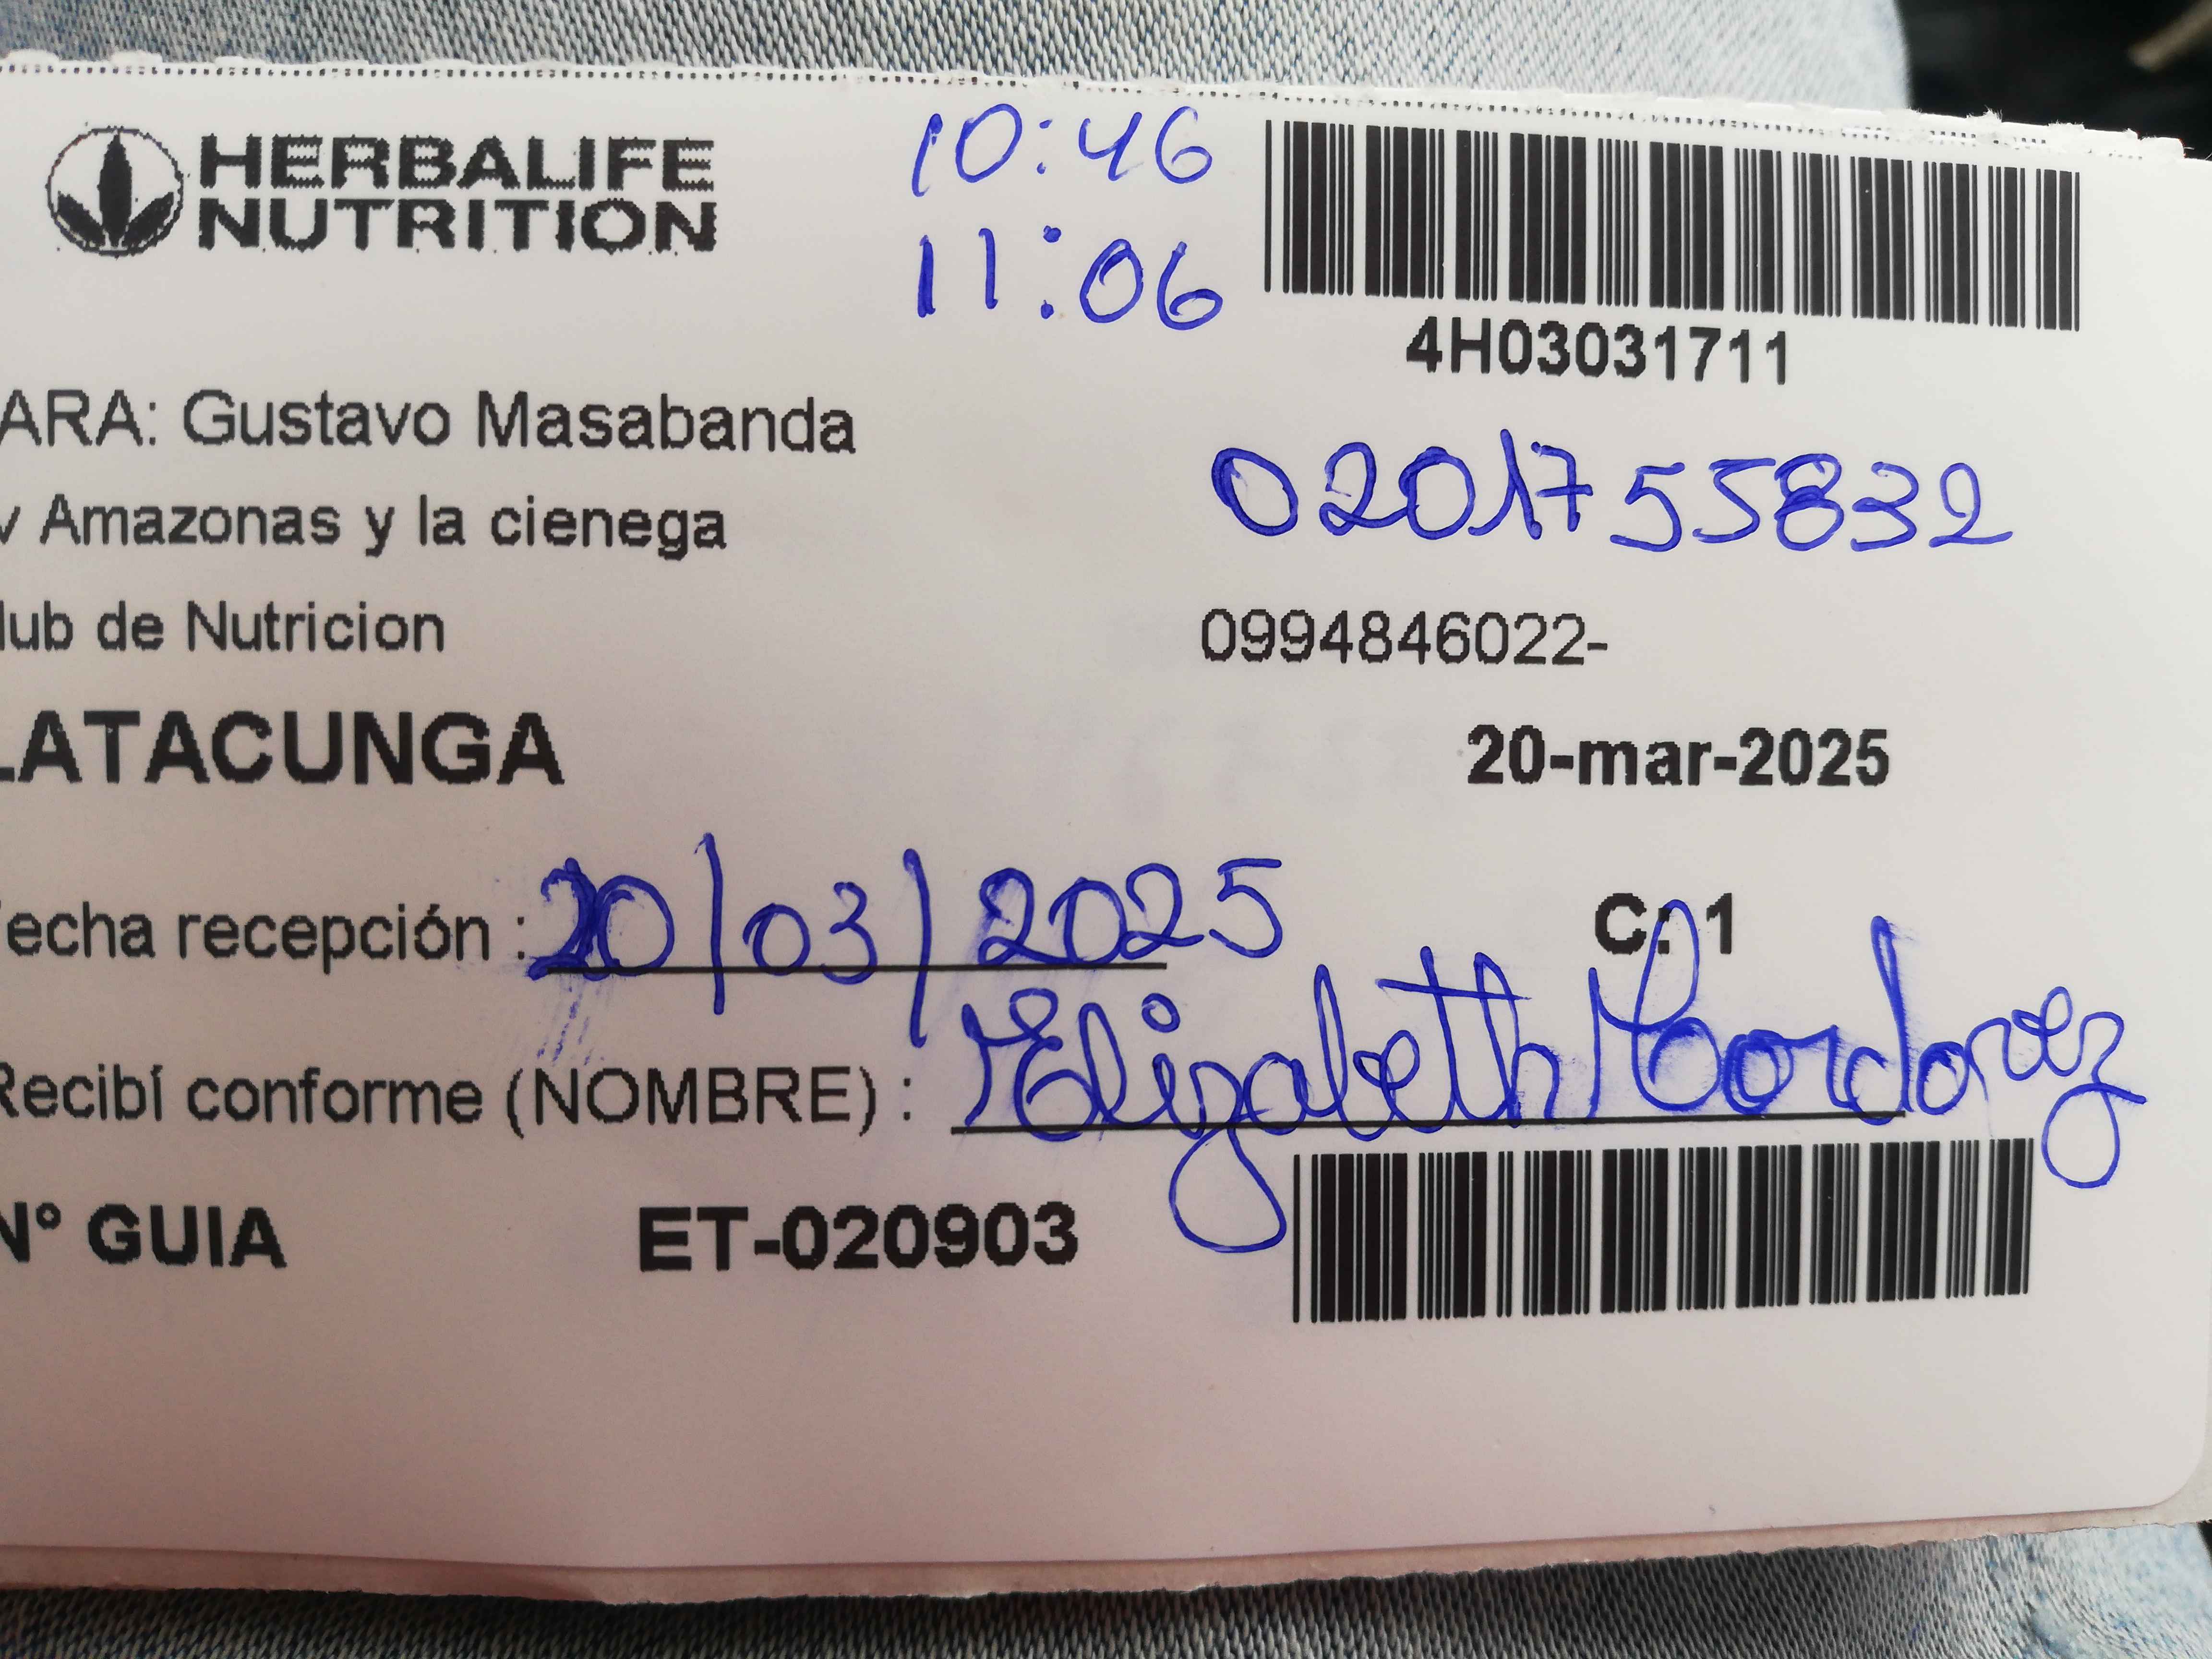 HERBALIFE
NUTRITION
10:46
11:06
4H03031711
ARA: Gustavo Masabanda
0201755832
v Amazonas y la cienega
lub de Nutricion
0994846022-
LATACUNGA
20-mar-2025
echa recepción : 20/03/2025
C: 1
Recibí conforme (NOMBRE) : Elizabeth Cordovez
N° GUIA ET-020903